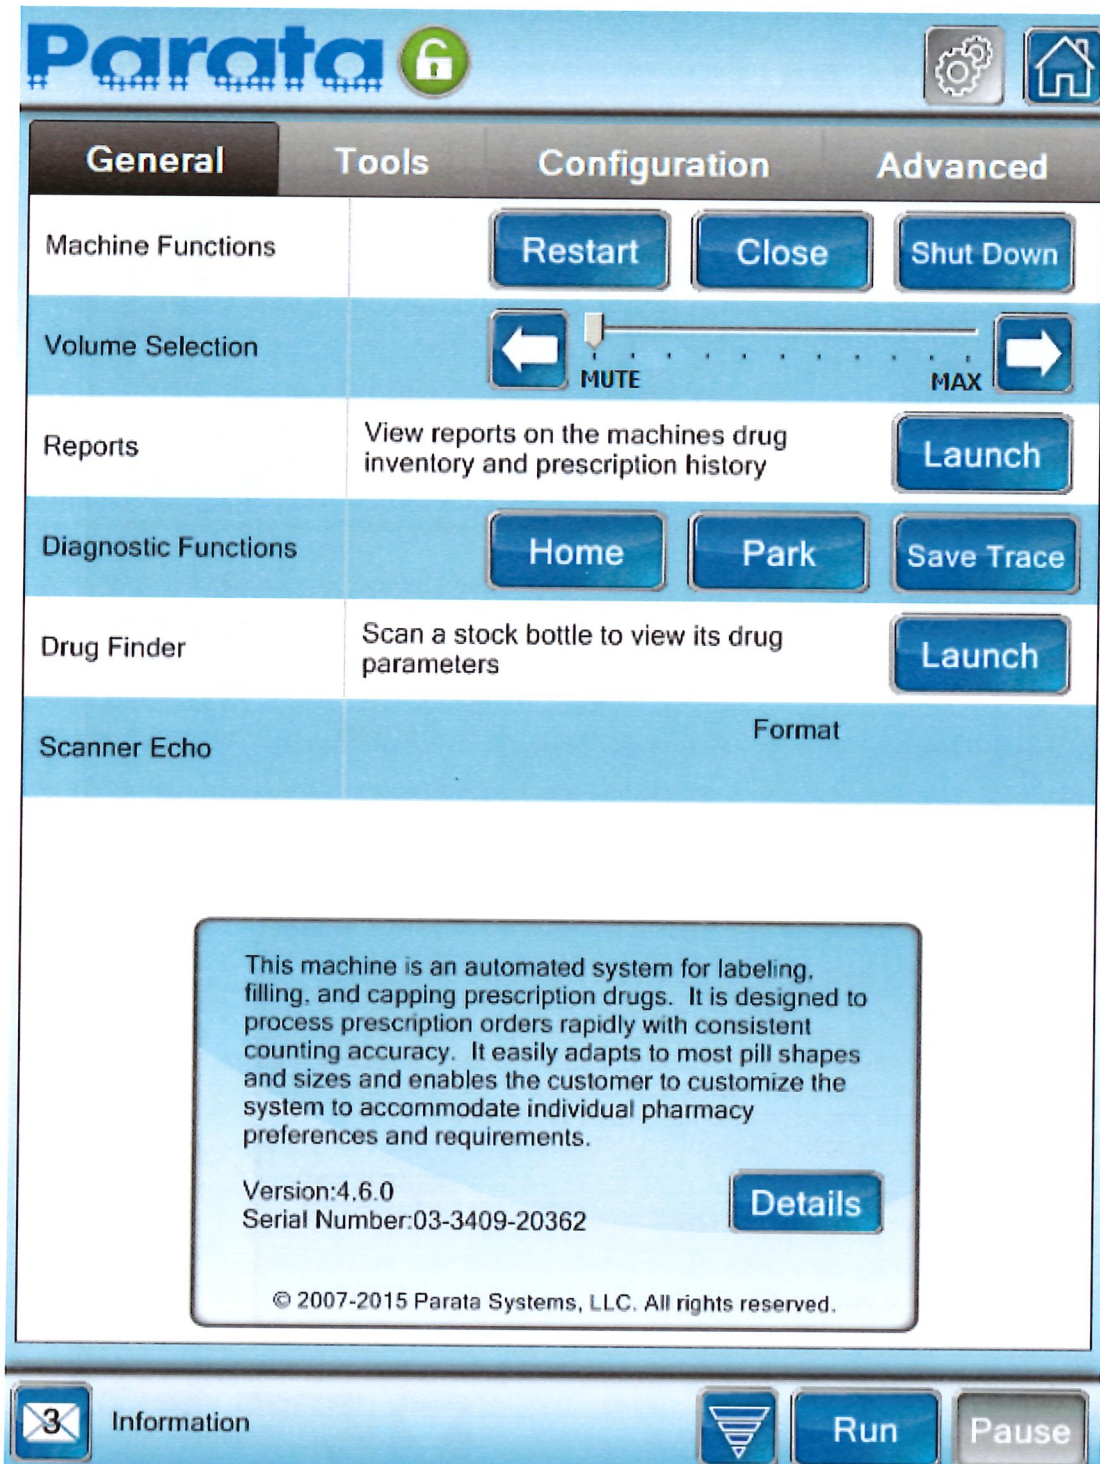 Parata
General Tools Configuration Advanced
Machine Functions Restart Close Shut Down
Volume Selection MUTE MAX
Reports View reports on the machines drug
inventory and prescription history Launch
Diagnostic Functions Home Park Save Trace
Drug Finder Scan a stock bottle to view its drug
parameters Launch
Scanner Echo Format
This machine is an automated system for labeling,
filling, and capping prescription drugs. It is designed to
process prescription orders rapidly with consistent
counting accuracy. It easily adapts to most pill shapes
and sizes and enables the customer to customize the
system to accommodate individual pharmacy
preferences and requirements.
Version:4.6.0
Serial Number:03-3409-20362
Details
© 2007-2015 Parata Systems, LLC. All rights reserved.
3 Information Run Pause